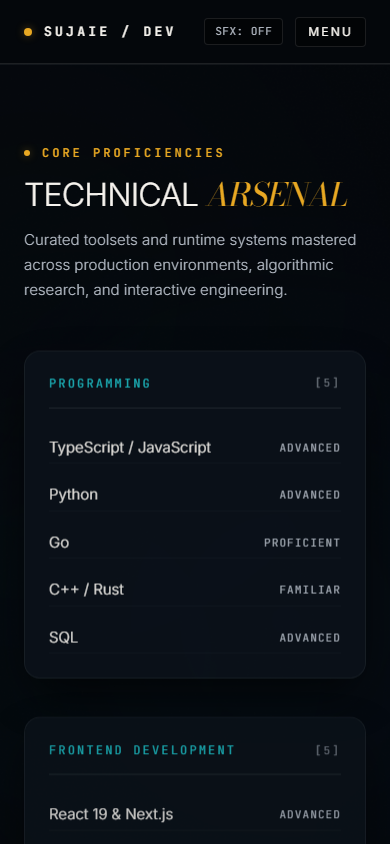 SUJAIE / DEV
SFX: OFF
MENU
CORE PROFICIENCIES
TECHNICAL ARSENAL
Curated toolsets and runtime systems mastered
across production environments, algorithmic
research, and interactive engineering.
PROGRAMMING [5]
TypeScript / JavaScript ADVANCED
Python ADVANCED
Go PROFICIENT
C++ / Rust FAMILIAR
SQL ADVANCED
FRONTEND DEVELOPMENT [5]
React 19 & Next.js ADVANCED